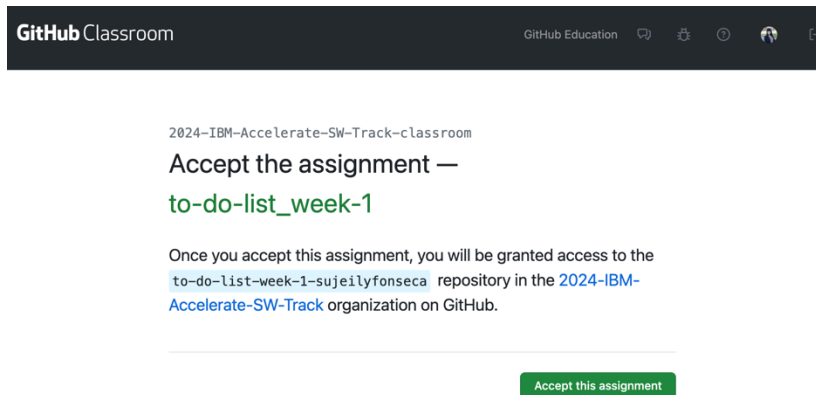 GitHub Classroom
GitHub Education
2024-IBM-Accelerate-SW-Track-classroom
Accept the assignment —
to-do-list_week-1
Once you accept this assignment, you will be granted access to the
to-do-list-week-1-sujeilyfonseca repository in the 2024-IBM-
Accelerate-SW-Track organization on GitHub.
Accept this assignment